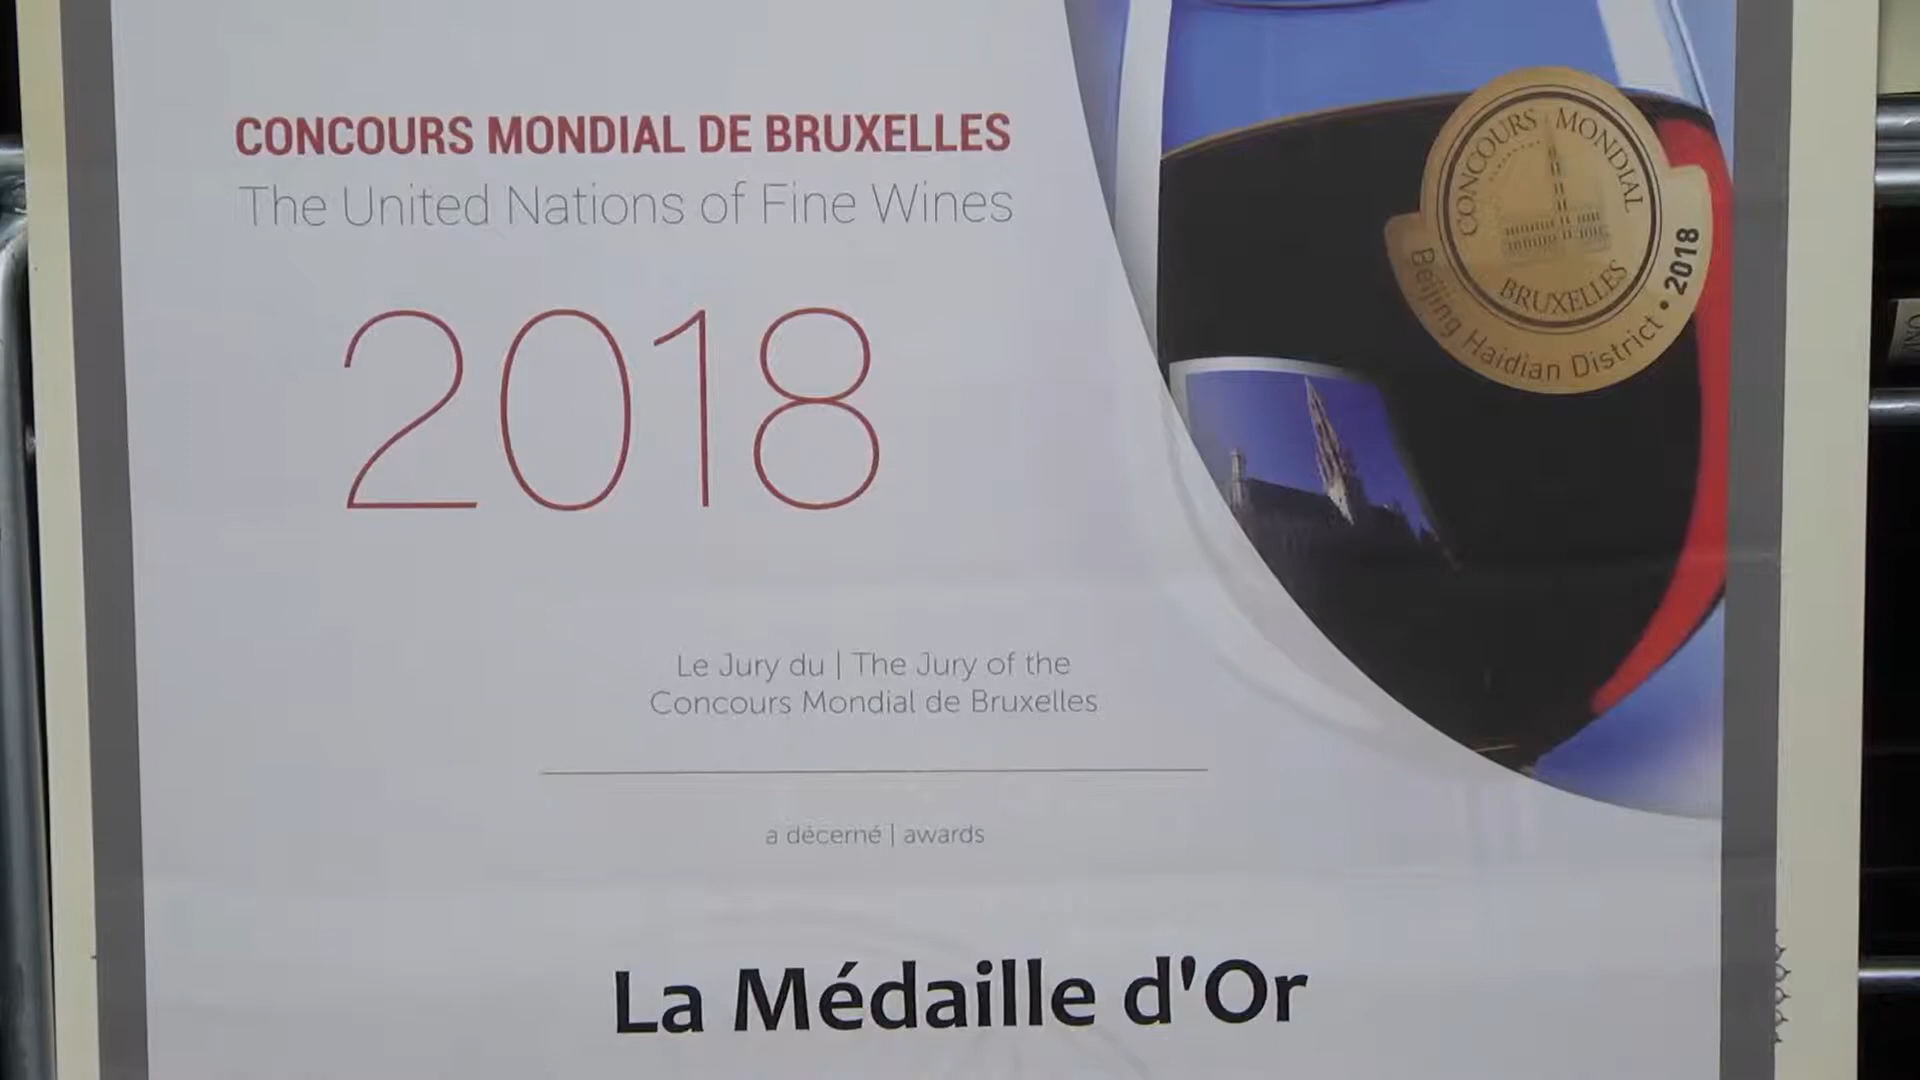 CONCOURS MONDIAL DE BRUXELLES
The United Nations of Fine Wines
2018
CONCOURS MONDIAL
BRUXELLES
Beijing Haidian District • 2018
Le Jury du | The Jury of the
Concours Mondial de Bruxelles
a décerné | awards
La Médaille d'Or